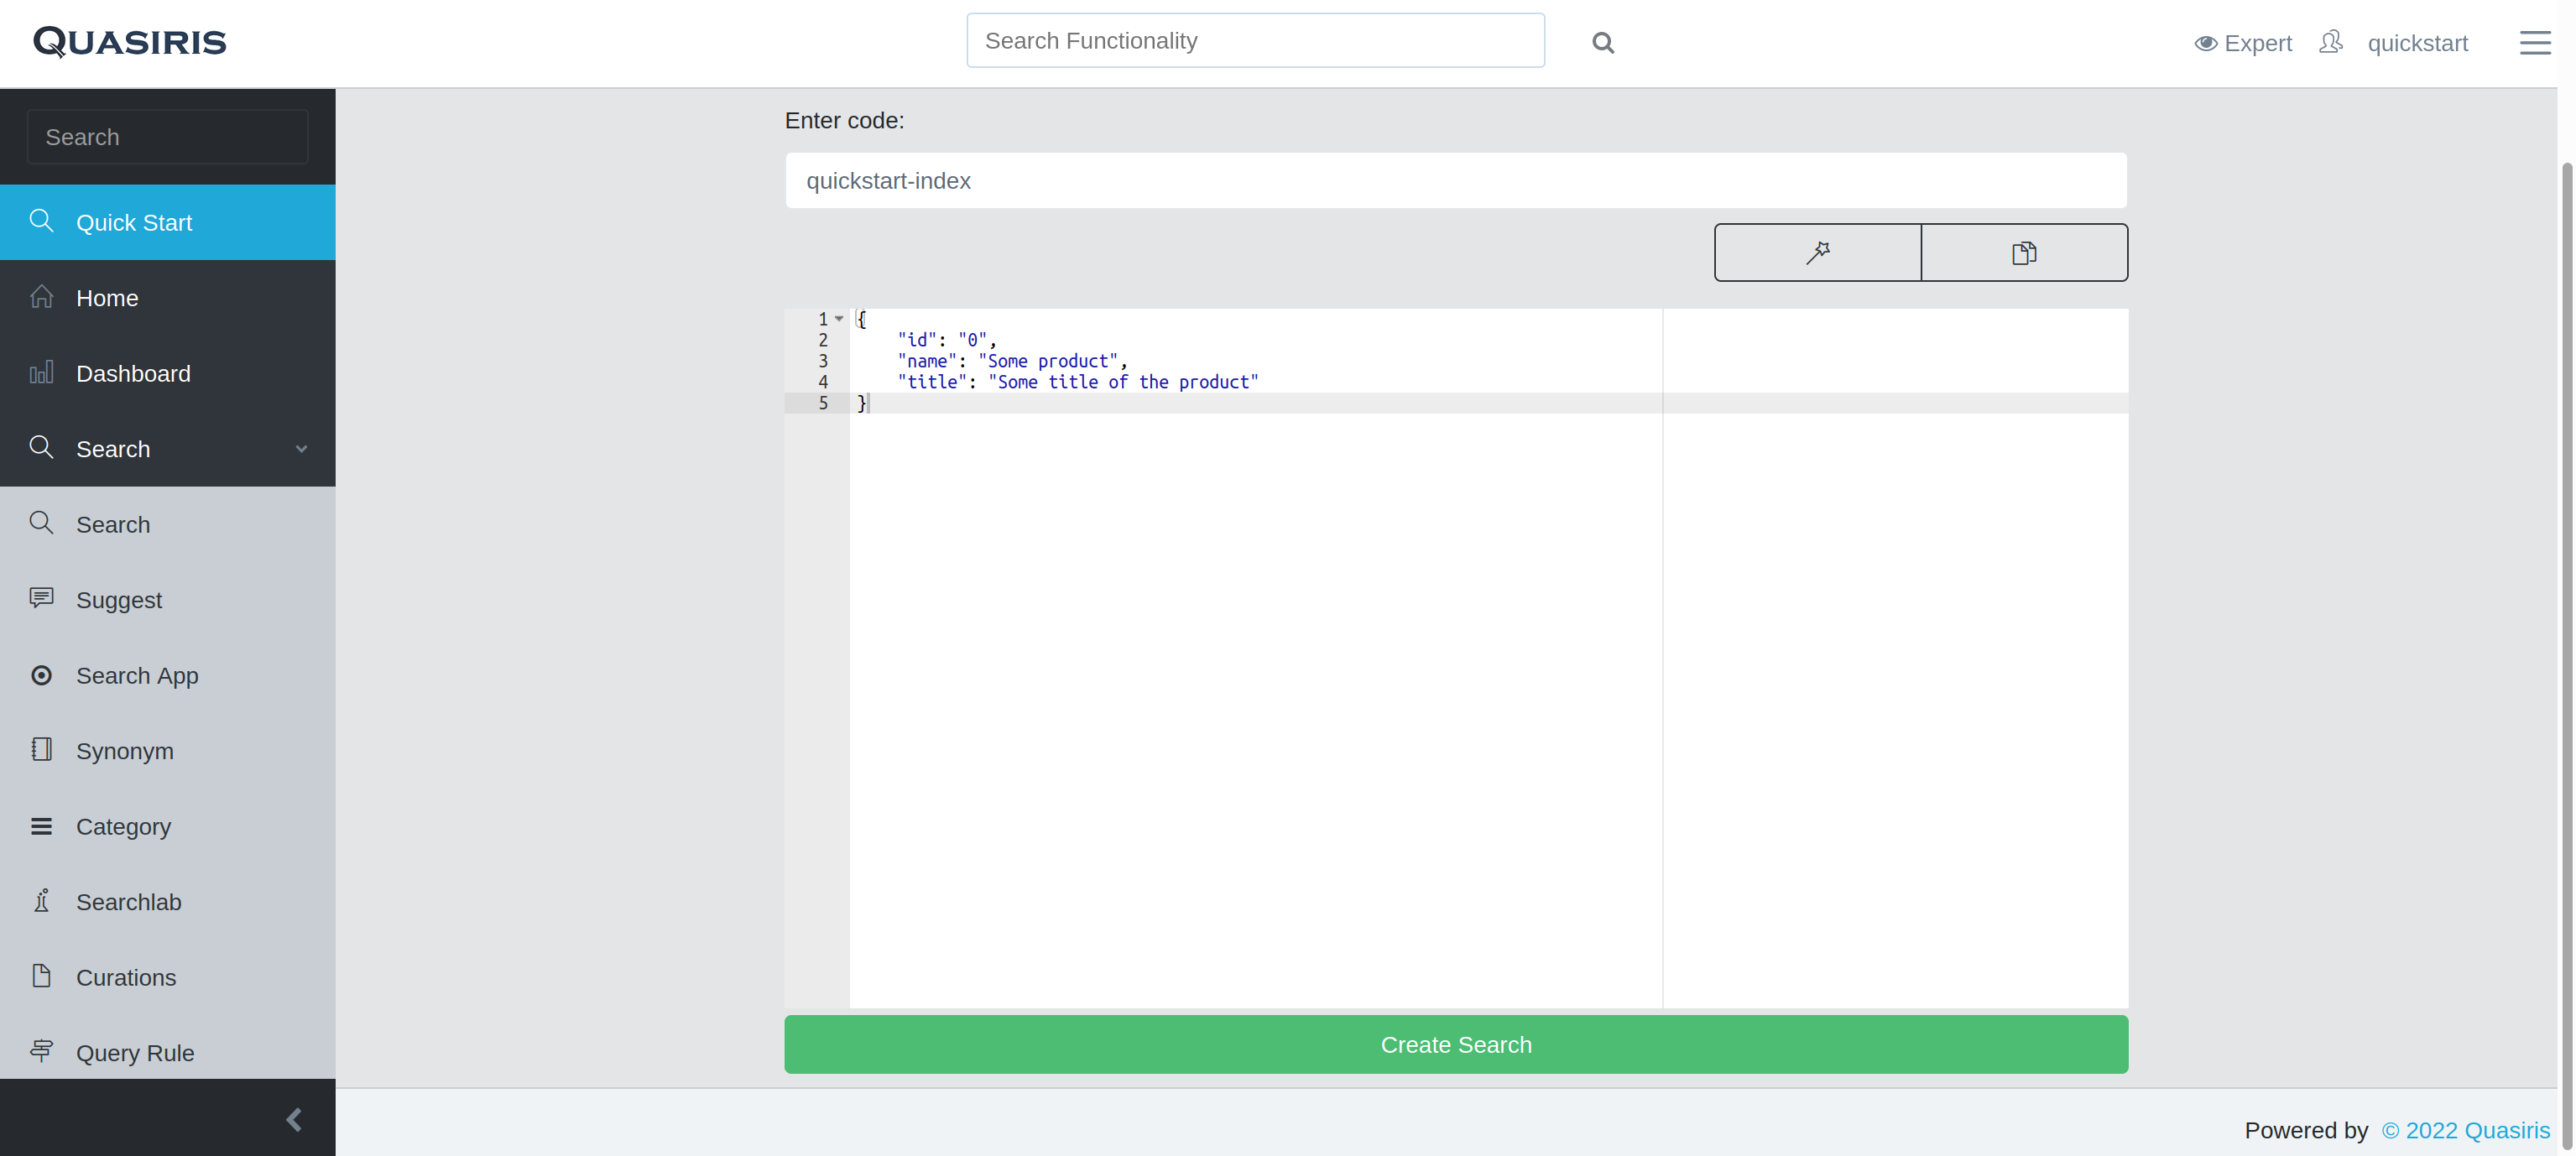 QUASIRIS
Search Functionality
Expert
quickstart
Search
Quick Start
Home
Dashboard
Search
Search
Suggest
Search App
Synonym
Category
Searchlab
Curations
Query Rule
Enter code:
quickstart-index
1 {
2 "id": "0",
3 "name": "Some product",
4 "title": "Some title of the product"
5 }
Create Search
Powered by © 2022 Quasiris